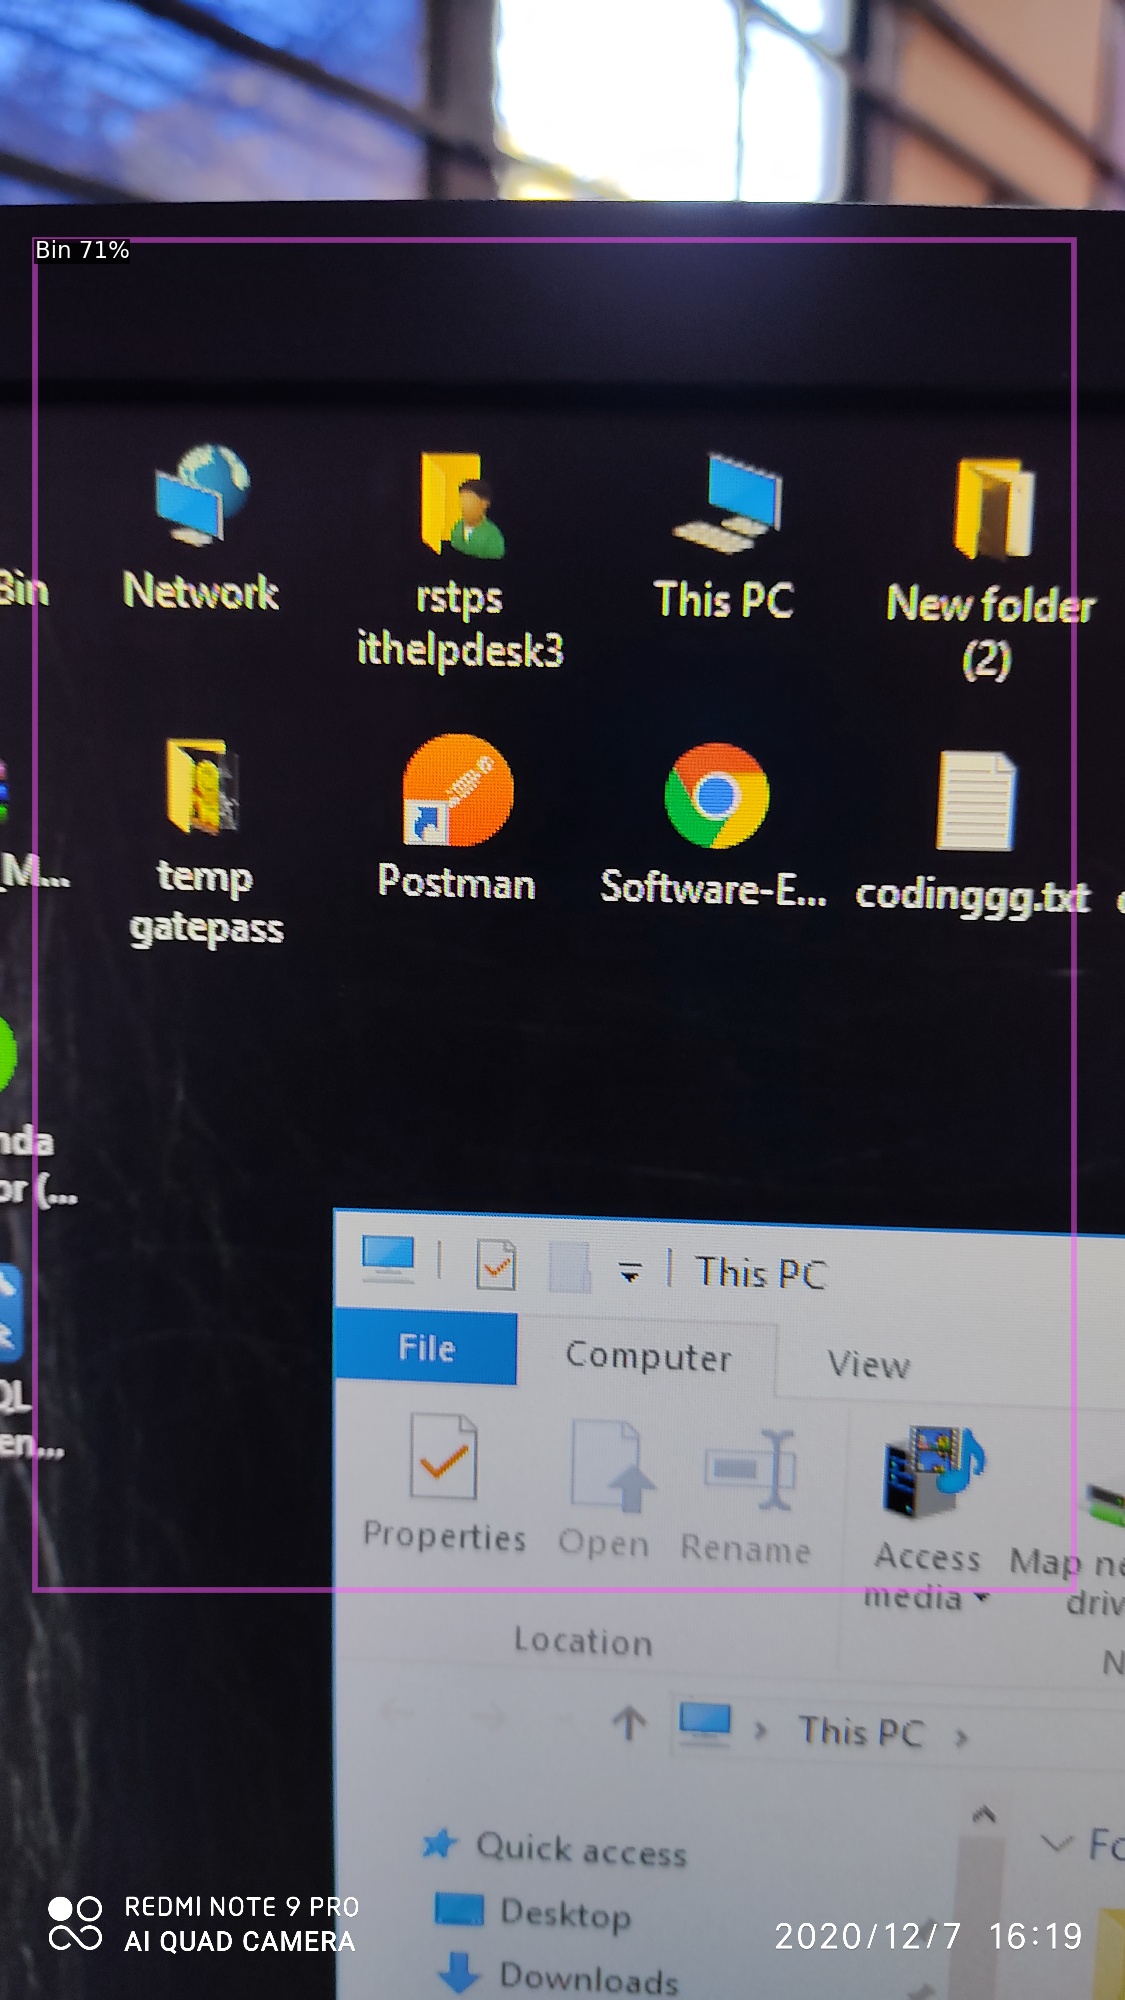 Bin 71%
Bin
Network
rstps
ithelpdesk3
This PC
New folder
(2)
_M...
temp
gatepass
Postman
Software-E...
codinggg.txt
nda
or (...
QL
en...
This PC
File
Computer
View
Properties
Open
Rename
Access
media
Map ne
driv
Location
N
This PC
Quick access
Fo
Desktop
Downloads
REDMI NOTE 9 PRO
AI QUAD CAMERA
2020/12/7 16:19